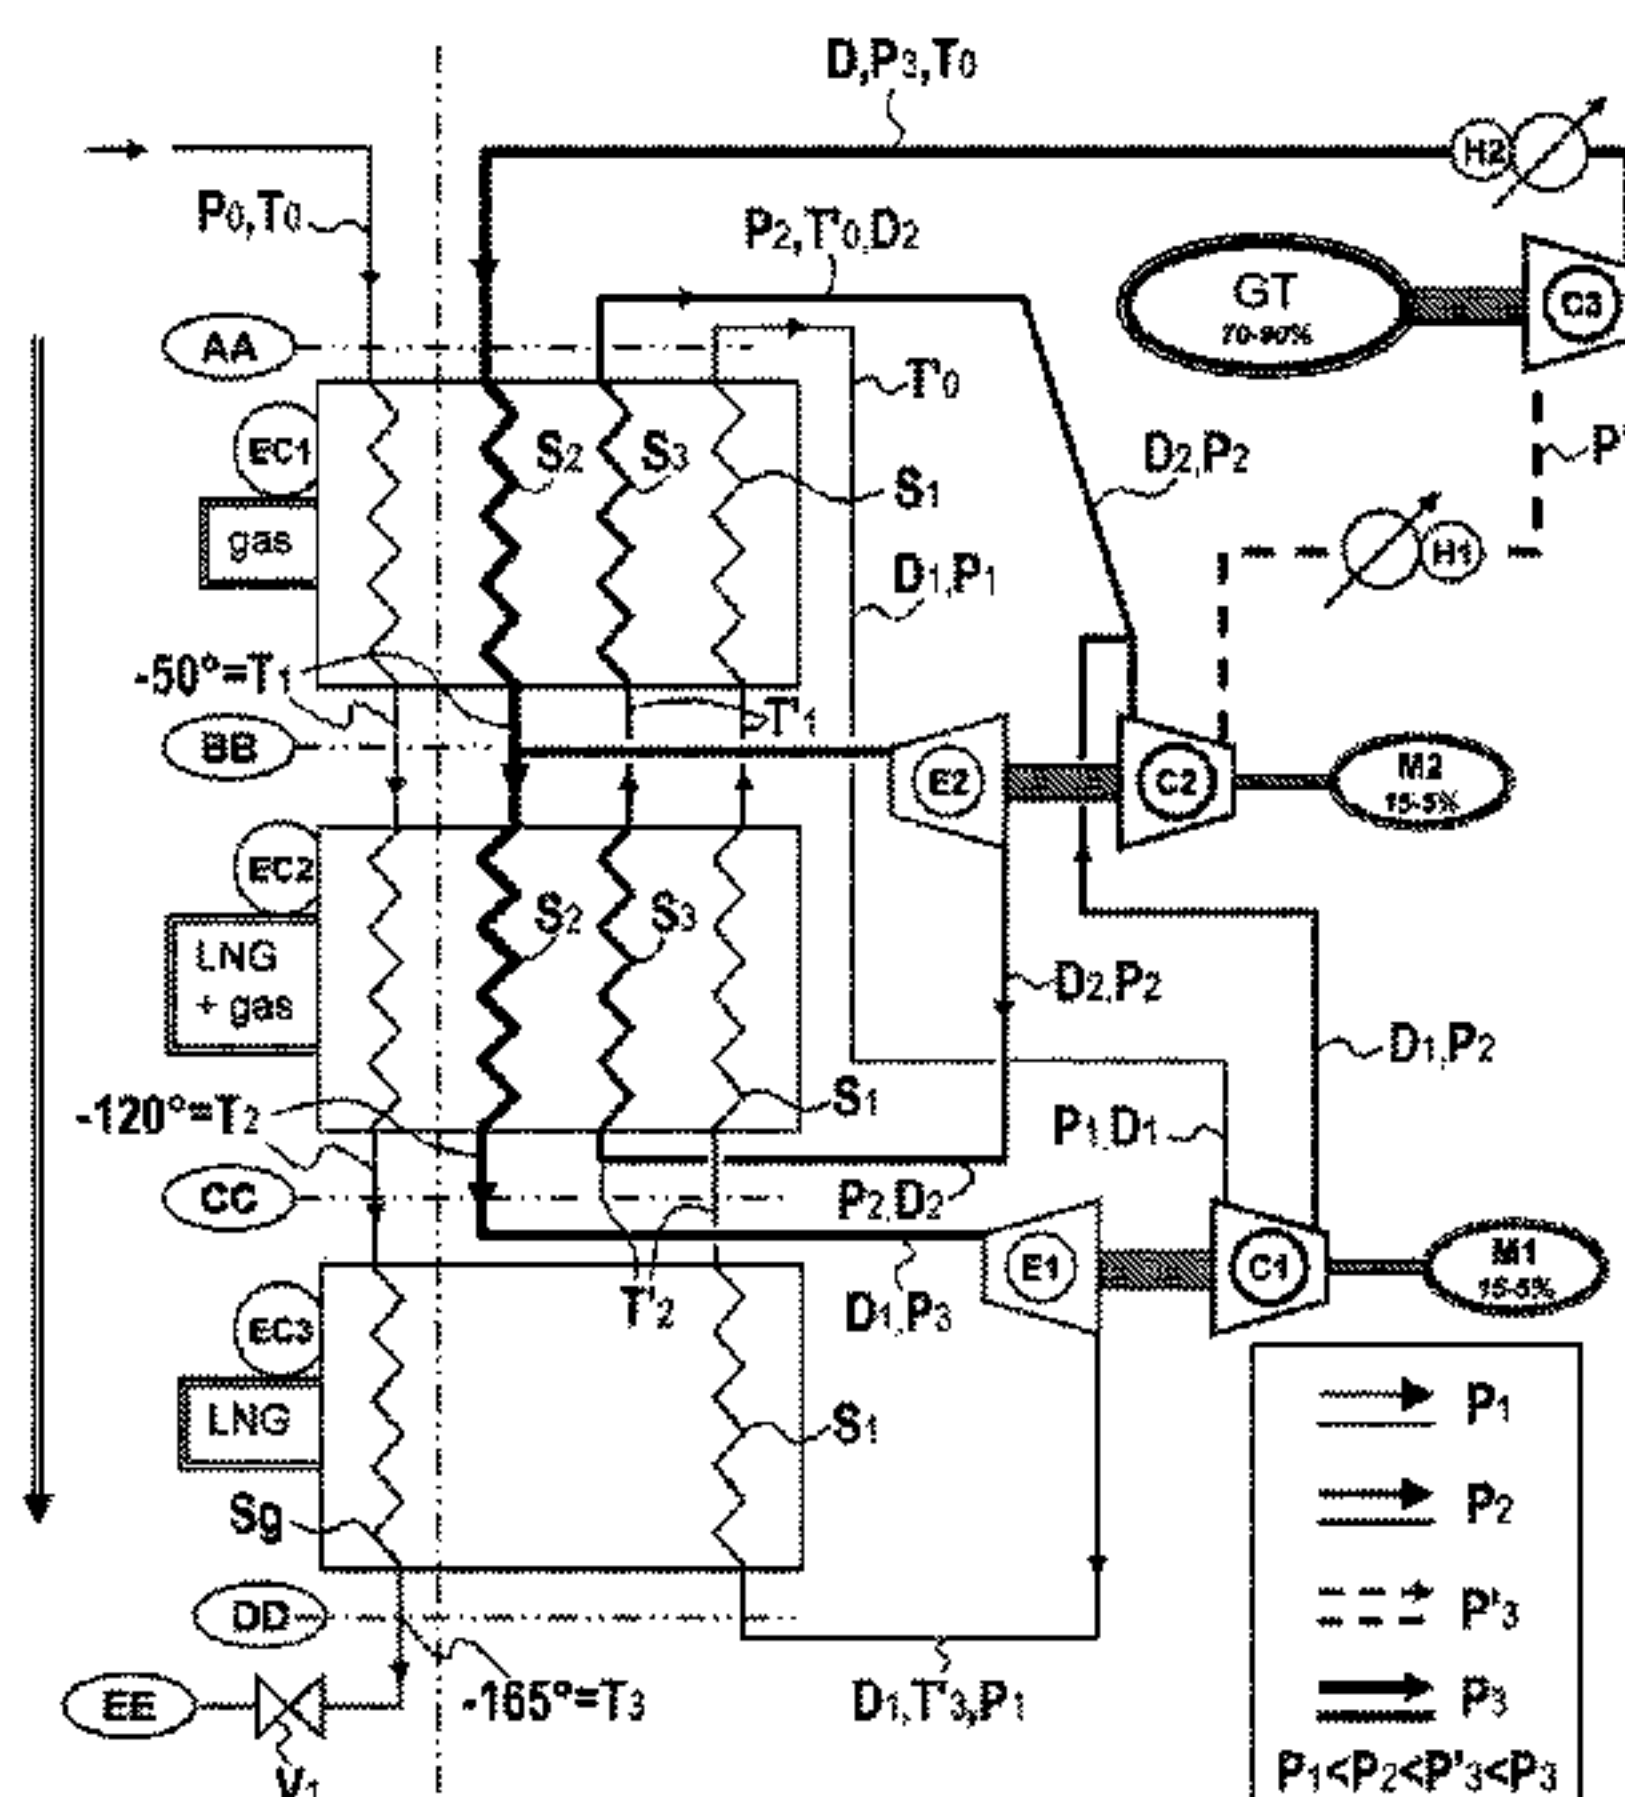 D,P3,T0
H2
P0,T0
P2,T'0,D2
GT
70-90%
C3
AA
T'0
EC1
S2
S3
S1
D2,P2
P'
gas
D1,P1
H1
-50°=T1
T'1
BB
E2
C2
M2
15-5%
EC2
S2
S3
LNG
+ gas
D2,P2
D1,P2
-120°=T2
S1
P1,D1
CC
P2,D2
E1
C1
M1
15-5%
EC3
T'2
D1,P3
LNG
S1
P1
Sg
P2
DD
P'3
EE
-165°=T3
D1,T'3,P1
P3
V1
P1<P2<P'3<P3